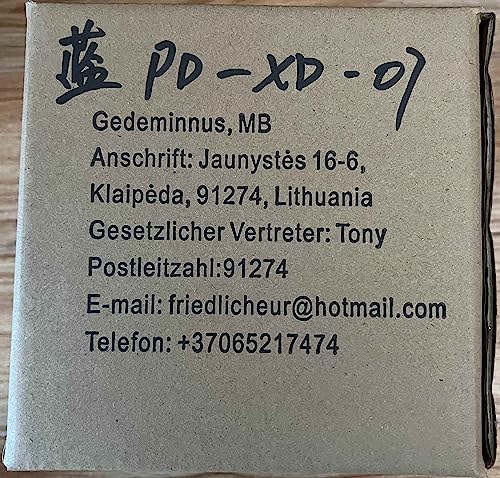 蓝 PD-XD-07
Gedeminnus, MB
Anschrift: Jaunystės 16-6,
Klaipėda, 91274, Lithuania
Gesetzlicher Vertreter: Tony
Postleitzahl:91274
E-mail: friedlicheur@hotmail.com
Telefon: +37065217474